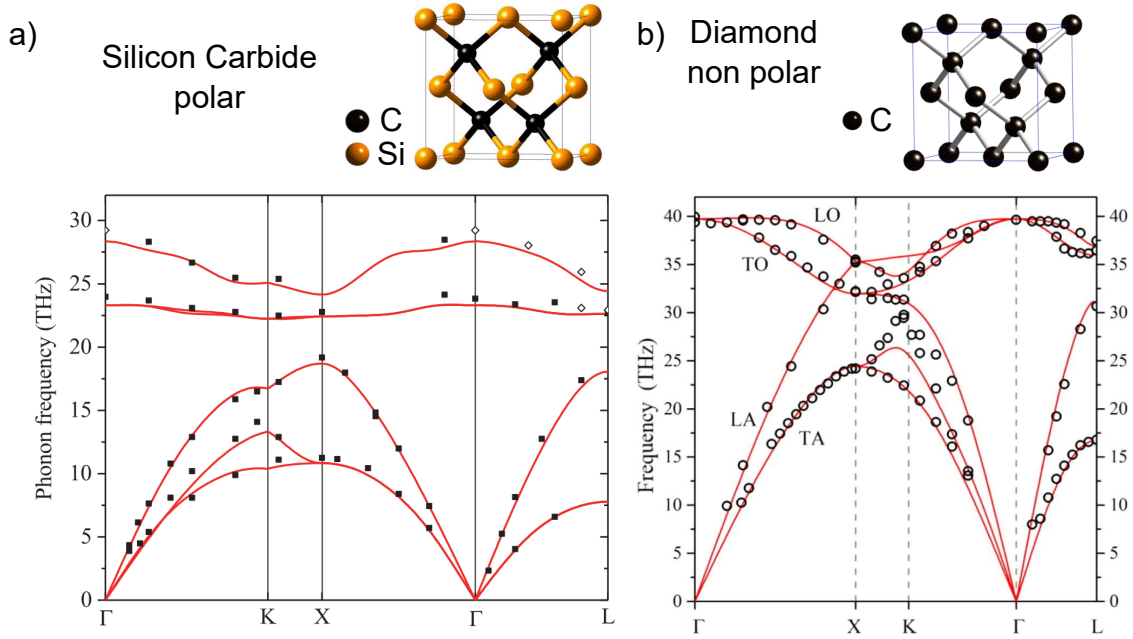 a)
Silicon Carbide
polar
C
Si
b)
Diamond
non polar
C
Phonon frequency (THz)
30
25
20
15
10
5
0
Γ K X Γ L
Frequency (THz)
40 40
35 35
30 30
25 25
20 20
15 15
10 10
5 5
0 0
LO
TO
LA
TA
Γ X K Γ L